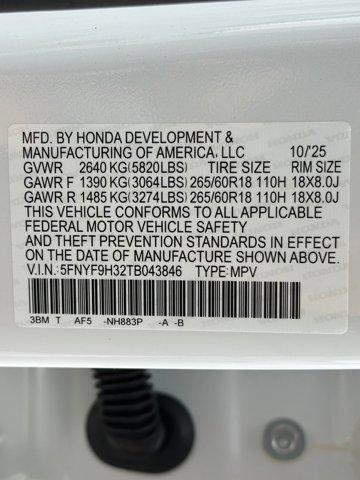 MFD. BY HONDA DEVELOPMENT &
MANUFACTURING OF AMERICA, LLC 10/'25
GVWR 2640 KG(5820LBS) TIRE SIZE RIM SIZE
GAWR F 1390 KG(3064LBS) 265/60R18 110H 18X8.0J
GAWR R 1485 KG(3274LBS) 265/60R18 110H 18X8.0J
THIS VEHICLE CONFORMS TO ALL APPLICABLE
FEDERAL MOTOR VEHICLE SAFETY
AND THEFT PREVENTION STANDARDS IN EFFECT
ON THE DATE OF MANUFACTURE SHOWN ABOVE.
V.I.N.: 5FNYF9H32TB043846 TYPE: MPV
3BM T AF5 -NH883P -A -B